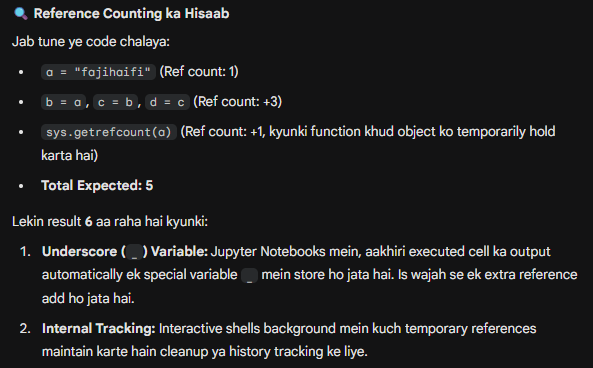 🔍 Reference Counting ka Hisaab
Jab tune ye code chalaya:
• a = "fajihaifi" (Ref count: 1)
• b = a, c = b, d = c (Ref count: +3)
• sys.getrefcount(a) (Ref count: +1, kyunki function khud object ko temporarily hold
karta hai)
• Total Expected: 5
Lekin result 6 aa raha hai kyunki:
1. Underscore (_) Variable: Jupyter Notebooks mein, aakhiri executed cell ka output
automatically ek special variable _ mein store ho jata hai. Is wajah se ek extra reference
add ho jata hai.
2. Internal Tracking: Interactive shells background mein kuch temporary references
maintain karte hain cleanup ya history tracking ke liye.